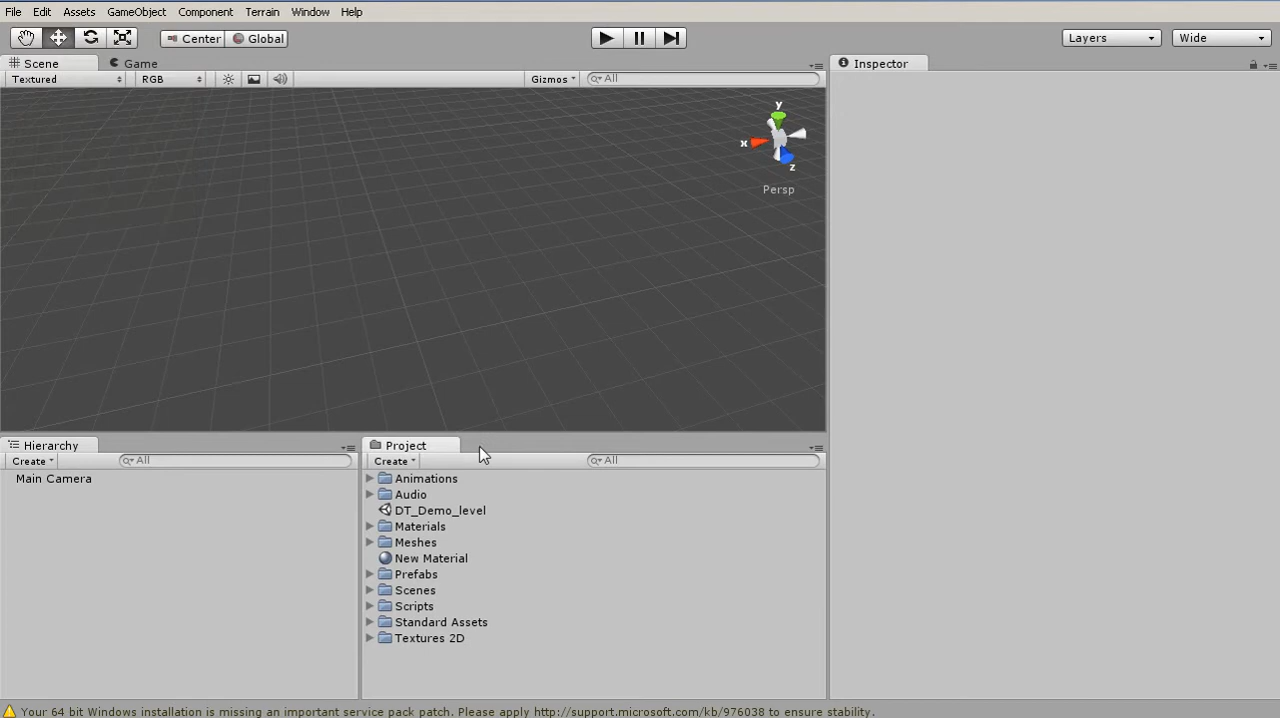 File Edit Assets GameObject Component Terrain Window Help
Center Global Layers Wide
Scene Game Inspector
Textured RGB Gizmos All
y
x
z
Persp
Hierarchy Project
Create All Create All
Main Camera Animations
Audio
DT_Demo_level
Materials
Meshes
New Material
Prefabs
Scenes
Scripts
Standard Assets
Textures 2D
Your 64 bit Windows installation is missing an important service pack patch. Please apply http://support.microsoft.com/kb/976038 to ensure stability.